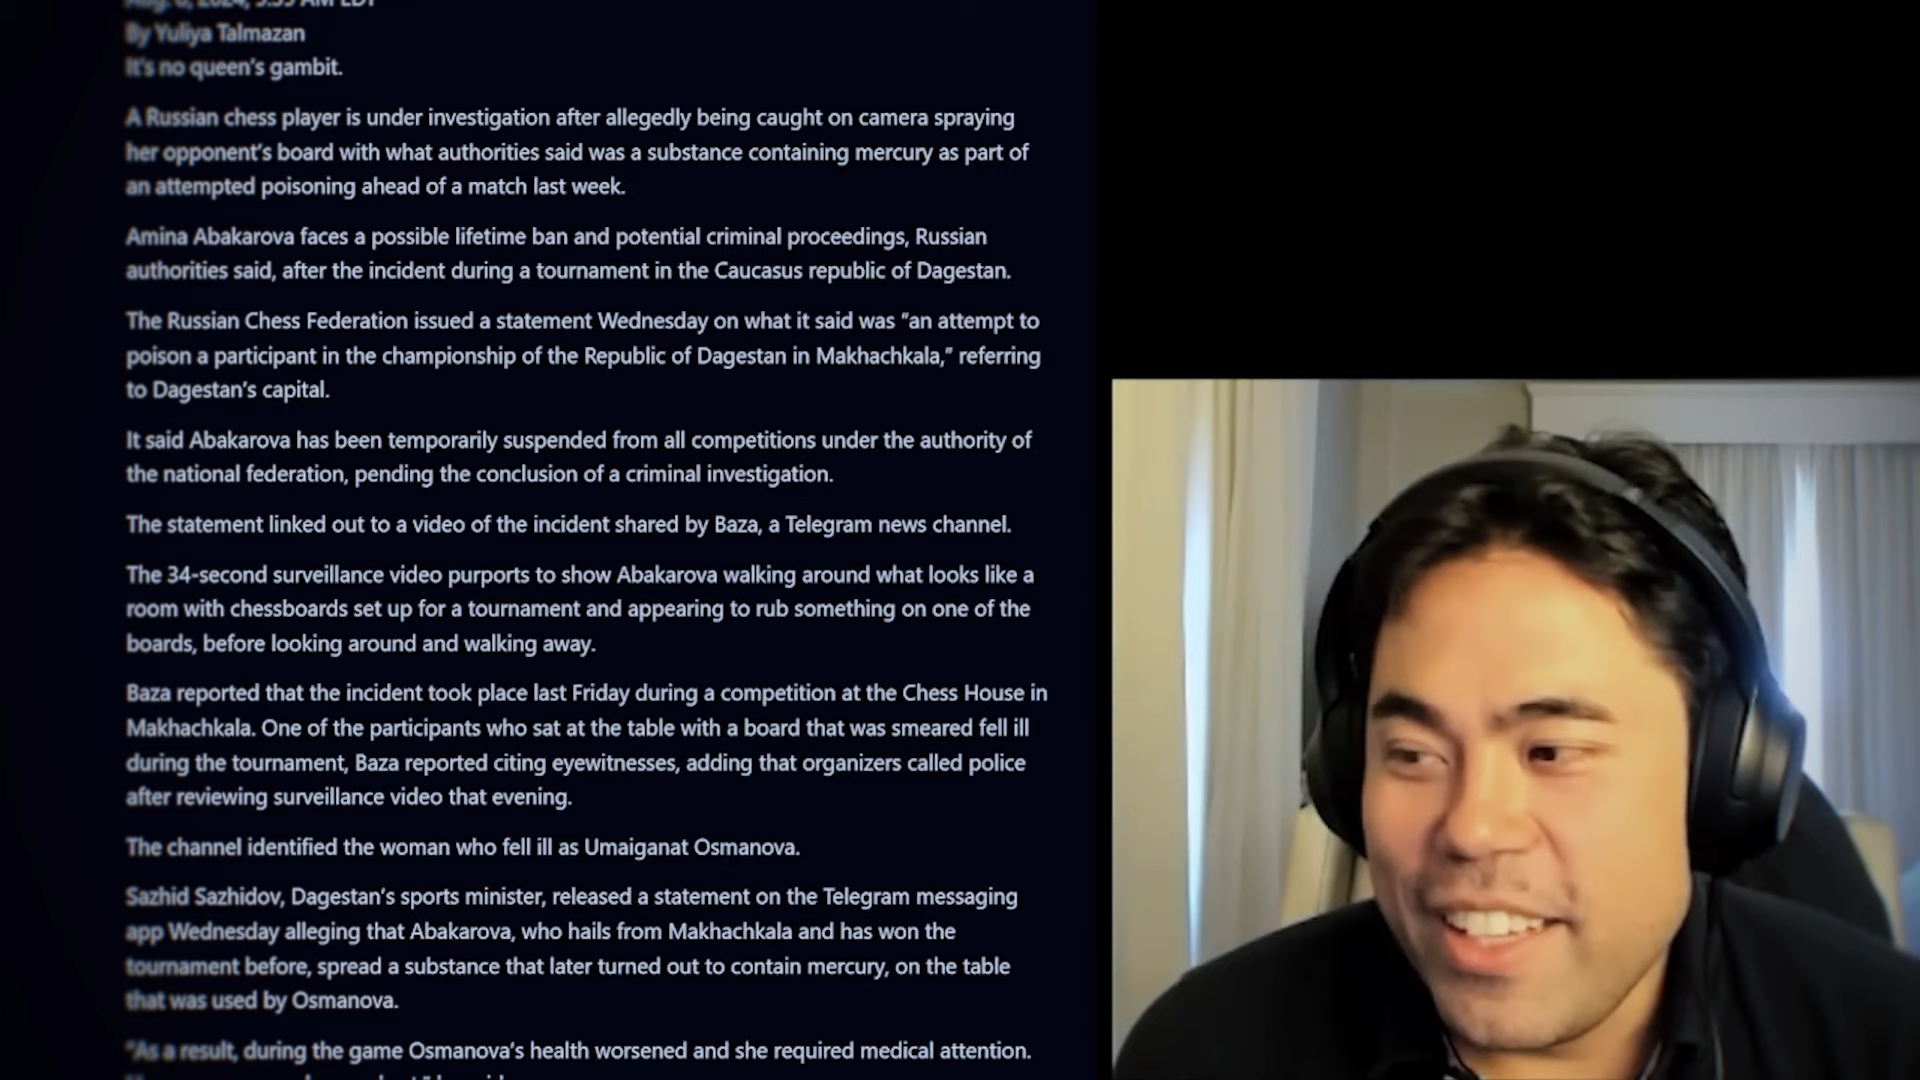 By Yuliya Talmazan
It's no queen's gambit.
A Russian chess player is under investigation after allegedly being caught on camera spraying
her opponent's board with what authorities said was a substance containing mercury as part of
an attempted poisoning ahead of a match last week.
Amina Abakarova faces a possible lifetime ban and potential criminal proceedings, Russian
authorities said, after the incident during a tournament in the Caucasus republic of Dagestan.
The Russian Chess Federation issued a statement Wednesday on what it said was "an attempt to
poison a participant in the championship of the Republic of Dagestan in Makhachkala," referring
to Dagestan's capital.
It said Abakarova has been temporarily suspended from all competitions under the authority of
the national federation, pending the conclusion of a criminal investigation.
The statement linked out to a video of the incident shared by Baza, a Telegram news channel.
The 34-second surveillance video purports to show Abakarova walking around what looks like a
room with chessboards set up for a tournament and appearing to rub something on one of the
boards, before looking around and walking away.
Baza reported that the incident took place last Friday during a competition at the Chess House in
Makhachkala. One of the participants who sat at the table with a board that was smeared fell ill
during the tournament, Baza reported citing eyewitnesses, adding that organizers called police
after reviewing surveillance video that evening.
The channel identified the woman who fell ill as Umaiganat Osmanova.
Sazhid Sazhidov, Dagestan's sports minister, released a statement on the Telegram messaging
app Wednesday alleging that Abakarova, who hails from Makhachkala and has won the
tournament before, spread a substance that later turned out to contain mercury, on the table
that was used by Osmanova.
"As a result, during the game Osmanova's health worsened and she required medical attention.